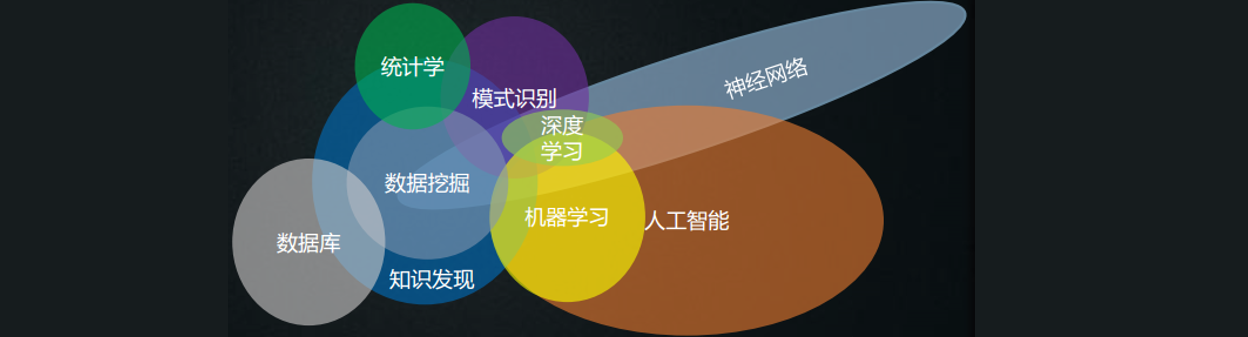 统计学
模式识别
神经网络
深度
学习
数据挖掘
机器学习
人工智能
数据库
知识发现